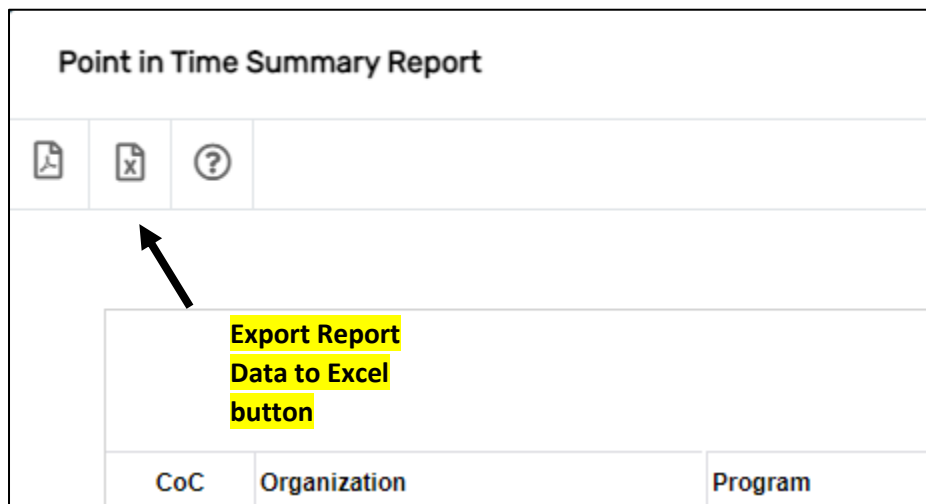 Point in Time Summary Report
X
?
Export Report
Data to Excel
button
CoC Organization Program